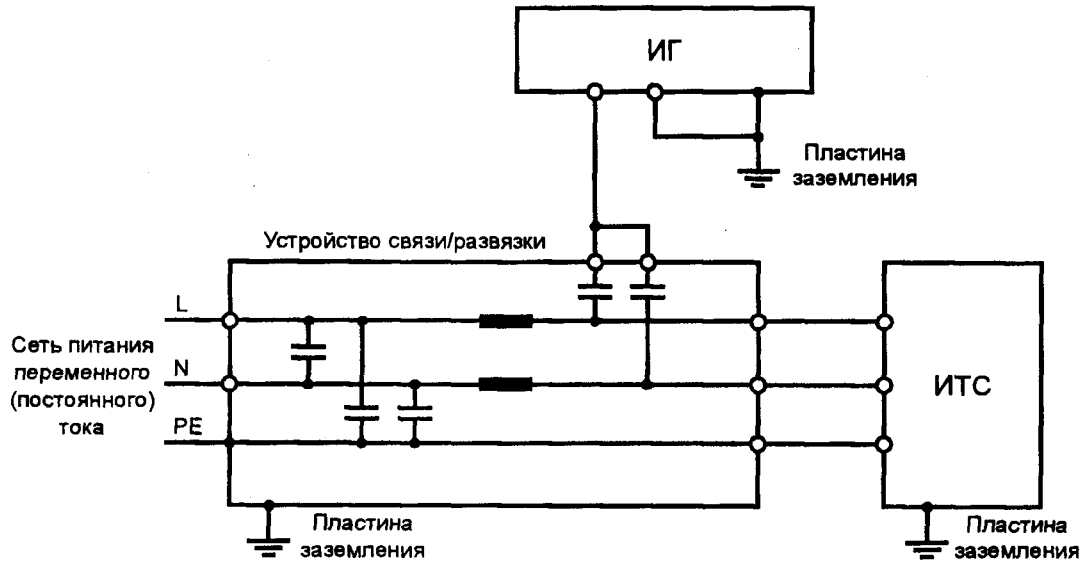 ИГ
Пластина
заземления
Устройство связи/развязки
L
Сеть питания
переменного
(постоянного)
тока
N
PE
ИТС
Пластина
заземления
Пластина
заземления